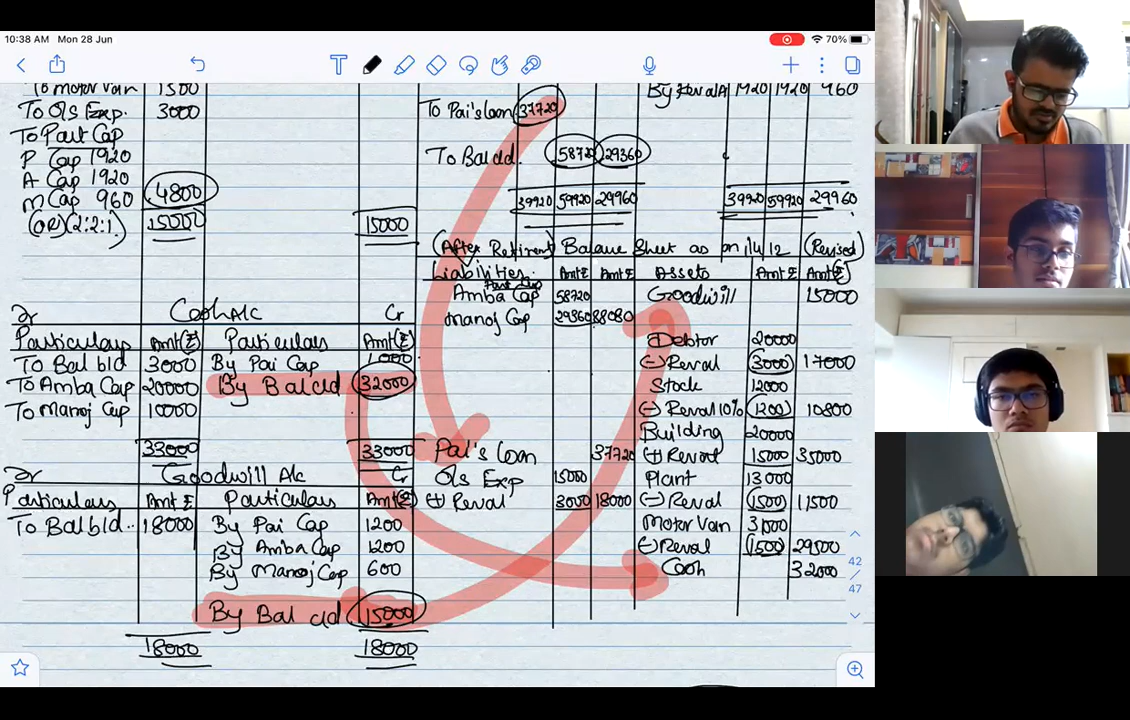 10:38 AM Mon 28 Jun
70%
To Motor Van 1500
To O/s Exp. 3000
To Part Cap
P Cap 1920
A Cap 1920
M Cap 960 4800
(OR)(2:2:1)
15000 15000
Dr Cash A/c Cr
Particulars Amt(₹) Particulars Amt(₹)
To Bal b/d 3000 By Pai Cap 1000
To Amba Cap 20000 By Bal c/d 32000
To Manoj Cap 10000
33000 33000
Dr Goodwill A/c Cr
Particulars Amt(₹) Particulars Amt(₹)
To Bal b/d .. 18000 By Pai Cap 1200
By Amba Cap 1200
By Manoj Cap 600
By Bal c/d 15000
18000 18000
By Reval A 1920 1920 960
To Pai's loan 37720
To Bal c/d. 58720 29360
39920 59920 29960 39920 59920 29960
(After Retirement) Balance Sheet as on 1/4/12 (Revised)
Liabilities. Amt₹ Amt₹ Assets Amt₹ Amt(₹)
Part Cap
Amba Cap 58720 Goodwill 15000
Manoj Cap 29360 88080
Debtor 20000
(-) Reval 3000 17000
Stock 12000
(-) Reval 10% 1200 10800
Building 20000
Pai's loan 37720 (+) Reval 15000 35000
O/s Exp 15000 Plant 13000
(+) Reval 3000 18000 (-) Reval 1500 11500
Motor Van 31000
(-) Reval 1500 29500
Cash 32000
42
/
47